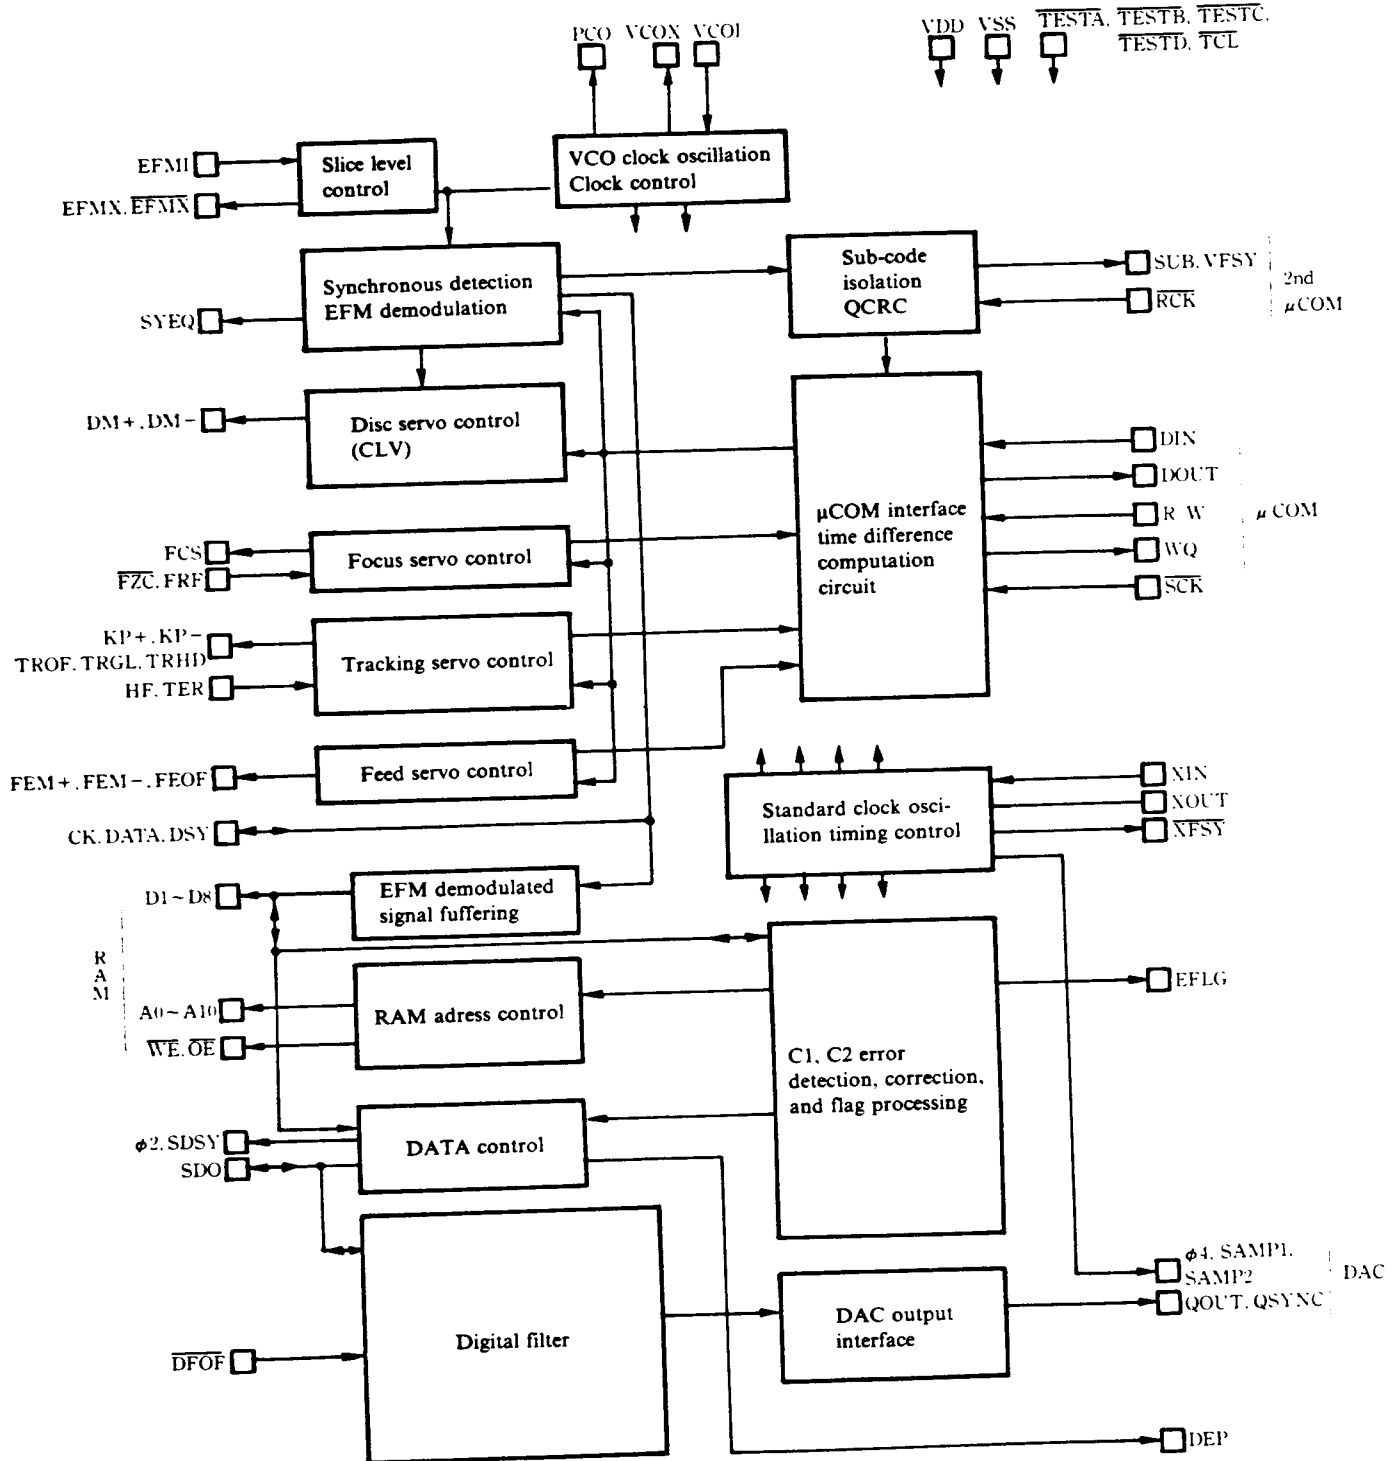 PCO VCOX VCOI
VDD VSS TESTA, TESTB, TESTC,
TESTD, TCL
EFMI
EFMX, EFMX
Slice level
control
VCO clock oscillation
Clock control
Synchronous detection
EFM demodulation
SYEQ
Sub-code
isolation
QCRC
SUB, VFSY
RCK
2nd
μCOM
DM+, DM−
Disc servo control
(CLV)
μCOM interface
time difference
computation
circuit
DIN
DOUT
R W
WQ
SCK
μCOM
FCS
FZC, FRF
Focus servo control
KP+, KP−
TROF, TRGL, TRHD
HF, TER
Tracking servo control
FEM+, FEM−, FEOF
Feed servo control
CK, DATA, DSY
Standard clock osci-
llation timing control
XIN
XOUT
XFSY
D1~D8
EFM demodulated
signal fuffering
RAM
A0~A10
WE, OE
RAM adress control
C1, C2 error
detection, correction,
and flag processing
EFLG
φ2, SDSY
SDO
DATA control
Digital filter
DFOF
DAC output
interface
φ4, SAMP1,
SAMP2
QOUT, QSYNC
DAC
DEP